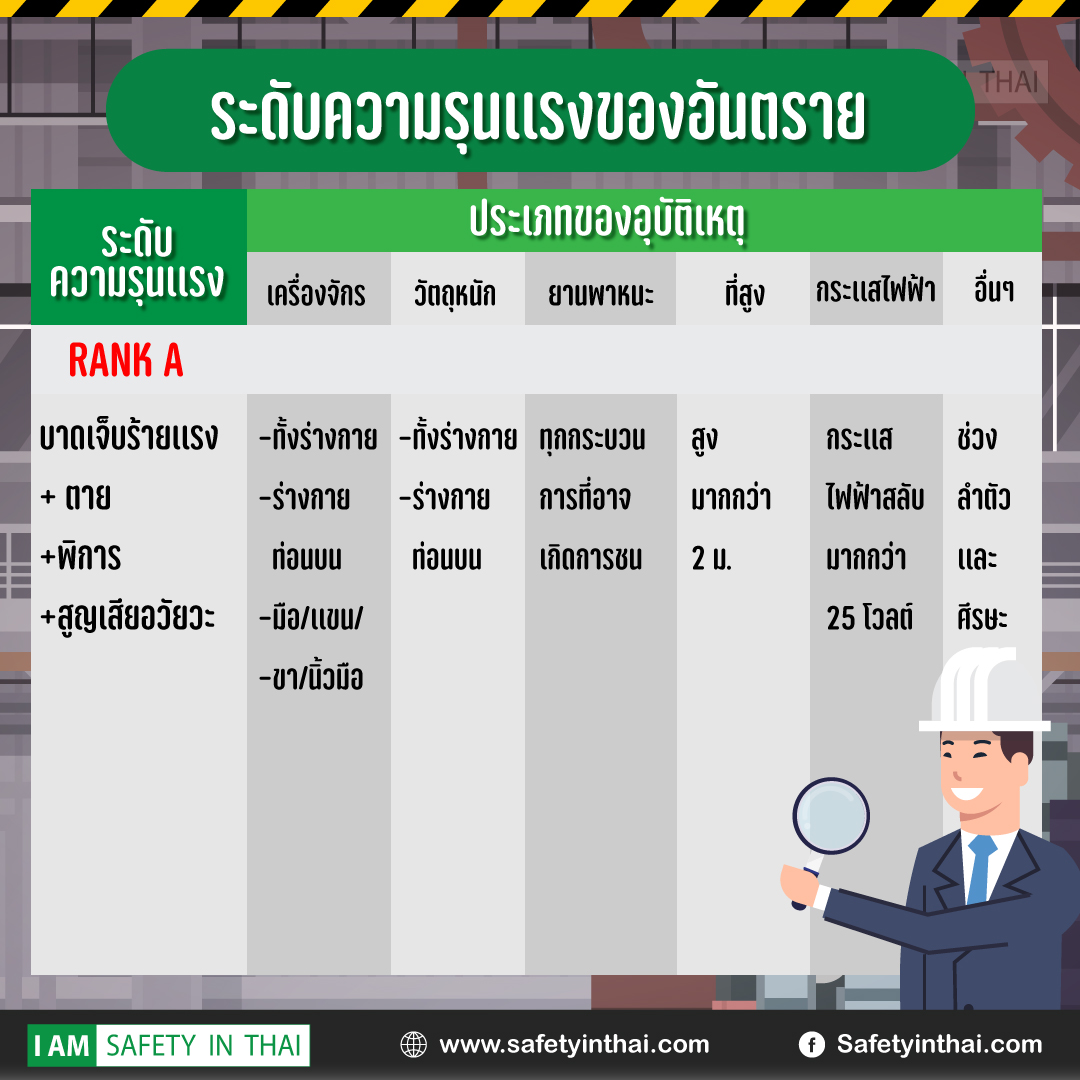 THAI
ระดับความรุนแรงของอันตราย
ระดับ
ความรุนแรง
ประเภทของอุบัติเหตุ
เครื่องจักร
วัตถุหนัก
ยานพาหนะ
ที่สูง
กระแสไฟฟ้า
อื่นๆ
RANK A
บาดเจ็บร้ายแรง
+ ตาย
+พิการ
+สูญเสียอวัยวะ
-ทั้งร่างกาย
-ร่างกาย
ท่อนบน
-มือ/แขน/
-ขา/นิ้วมือ
-ทั้งร่างกาย
-ร่างกาย
ท่อนบน
ทุกกระบวน
การที่อาจ
เกิดการชน
สูง
มากกว่า
2 ม.
กระแส
ไฟฟ้าสลับ
มากกว่า
25 โวลต์
ช่วง
ลำตัว
และ
ศีรษะ
I AM SAFETY IN THAI
www.safetyinthai.com
Safetyinthai.com